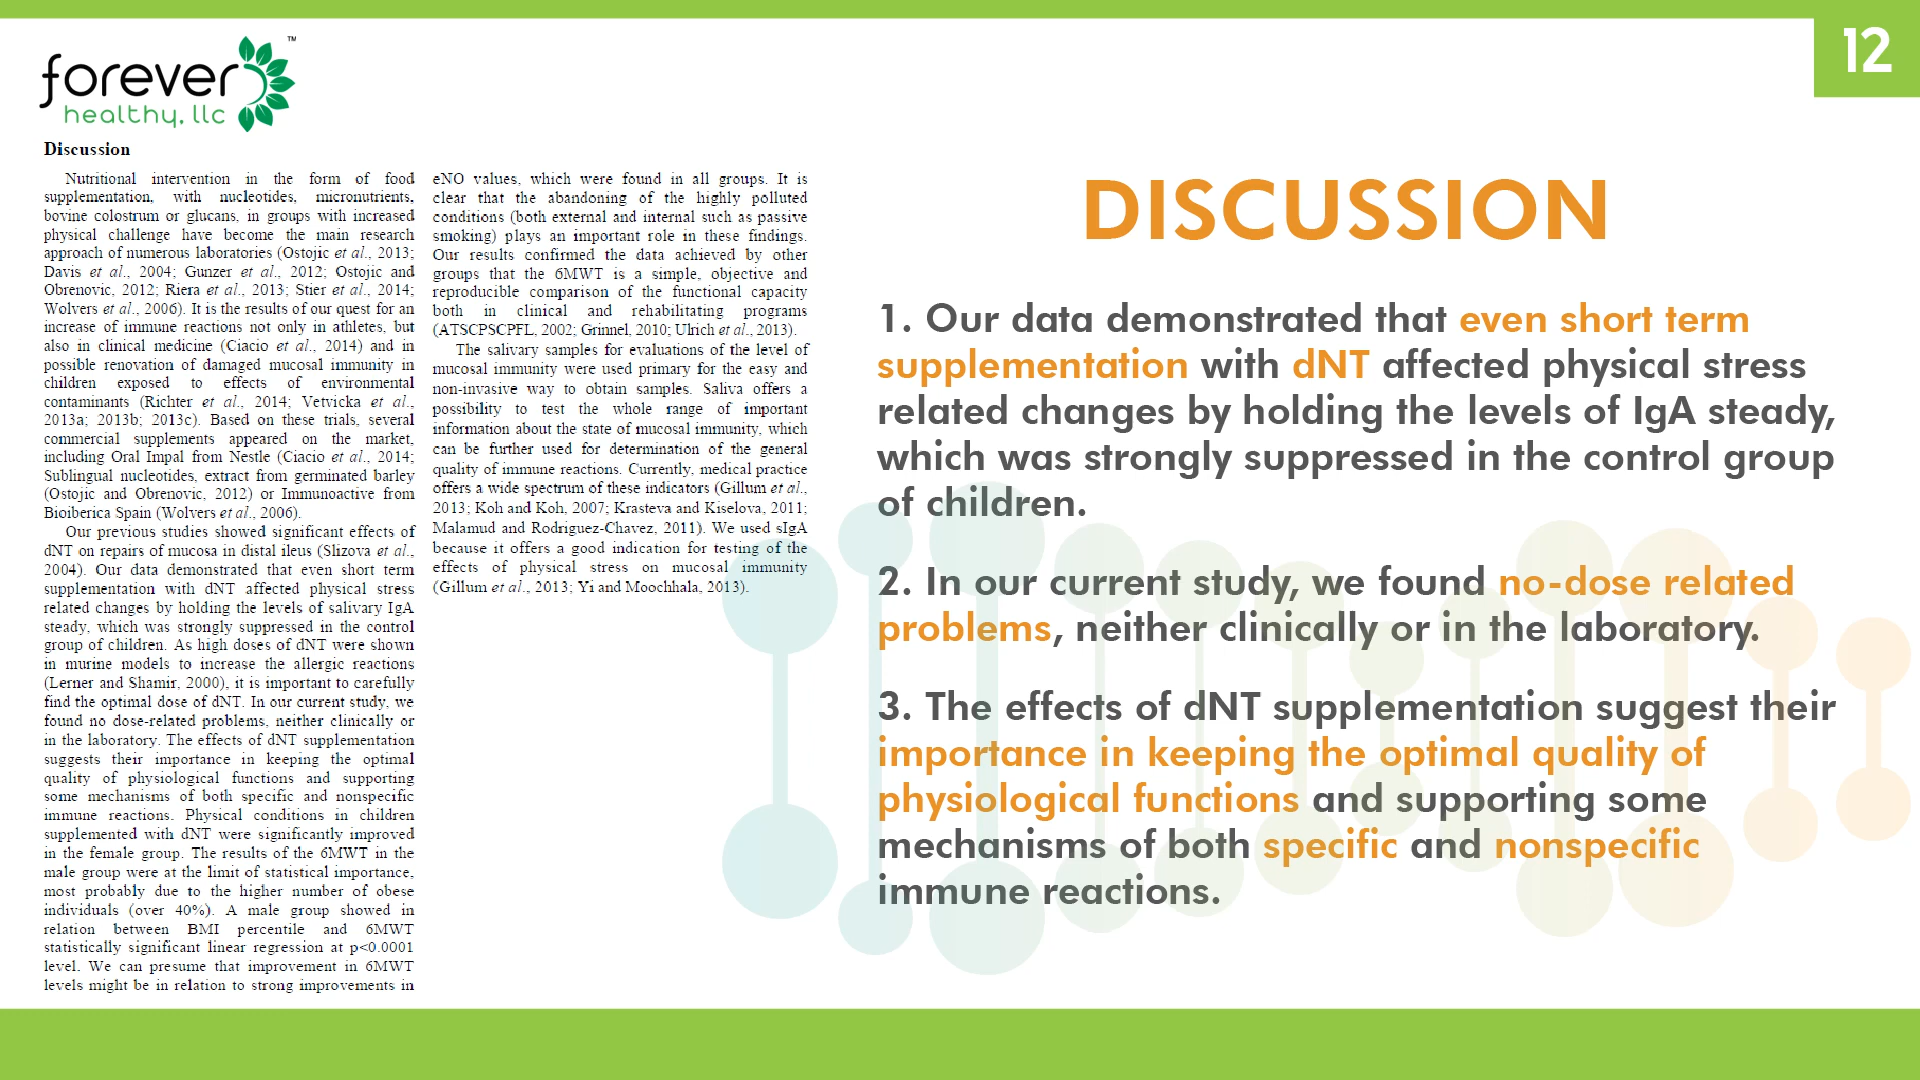 forever
™
healthy, llc
12
Discussion
Nutritional intervention in the form of food
supplementation, with nucleotides, micronutrients,
bovine colostrum or glucans, in groups with increased
physical challenge have become the main research
approach of numerous laboratories (Ostojic et al., 2013;
Davis et al., 2004; Gunzer et al., 2012; Ostojic and
Obrenovic, 2012; Riera et al., 2013; Stier et al., 2014;
Wolvers et al., 2006). It is the results of our quest for an
increase of immune reactions not only in athletes, but
also in clinical medicine (Ciacio et al., 2014) and in
possible renovation of damaged mucosal immunity in
children exposed to effects of environmental
contaminants (Richter et al., 2014; Vetvicka et al.,
2013a; 2013b; 2013c). Based on these trials, several
commercial supplements appeared on the market,
including Oral Impal from Nestle (Ciacio et al., 2014;
Sublingual nucleotides, extract from germinated barley
(Ostojic and Obrenovic, 2012) or Immunoactive from
Bioiberica Spain (Wolvers et al., 2006).
Our previous studies showed significant effects of
dNT on repairs of mucosa in distal ileus (Slizova et al.,
2004). Our data demonstrated that even short term
supplementation with dNT affected physical stress
related changes by holding the levels of salivary IgA
steady, which was strongly suppressed in the control
group of children. As high doses of dNT were shown
in murine models to increase the allergic reactions
(Lerner and Shamir, 2000), it is important to carefully
find the optimal dose of dNT. In our current study, we
found no dose-related problems, neither clinically or
in the laboratory. The effects of dNT supplementation
suggests their importance in keeping the optimal
quality of physiological functions and supporting
some mechanisms of both specific and nonspecific
immune reactions. Physical conditions in children
supplemented with dNT were significantly improved
in the female group. The results of the 6MWT in the
male group were at the limit of statistical importance,
most probably due to the higher number of obese
individuals (over 40%). A male group showed in
relation between BMI percentile and 6MWT
statistically significant linear regression at p<0.0001
level. We can presume that improvement in 6MWT
levels might be in relation to strong improvements in
eNO values, which were found in all groups. It is
clear that the abandoning of the highly polluted
conditions (both external and internal such as passive
smoking) plays an important role in these findings.
Our results confirmed the data achieved by other
groups that the 6MWT is a simple, objective and
reproducible comparison of the functional capacity
both in clinical and rehabilitating programs
(ATSCPSCPFL, 2002; Grinnel, 2010; Ulrich et al., 2013).
The salivary samples for evaluations of the level of
mucosal immunity were used primary for the easy and
non-invasive way to obtain samples. Saliva offers a
possibility to test the whole range of important
information about the state of mucosal immunity, which
can be further used for determination of the general
quality of immune reactions. Currently, medical practice
offers a wide spectrum of these indicators (Gillum et al.,
2013; Koh and Koh, 2007; Krasteva and Kiselova, 2011;
Malamud and Rodriguez-Chavez, 2011). We used sIgA
because it offers a good indication for testing of the
effects of physical stress on mucosal immunity
(Gillum et al., 2013; Yi and Moochhala, 2013).
DISCUSSION
1. Our data demonstrated that even short term
supplementation with dNT affected physical stress
related changes by holding the levels of IgA steady,
which was strongly suppressed in the control group
of children.
2. In our current study, we found no-dose related
problems, neither clinically or in the laboratory.
3. The effects of dNT supplementation suggest their
importance in keeping the optimal quality of
physiological functions and supporting some
mechanisms of both specific and nonspecific
immune reactions.